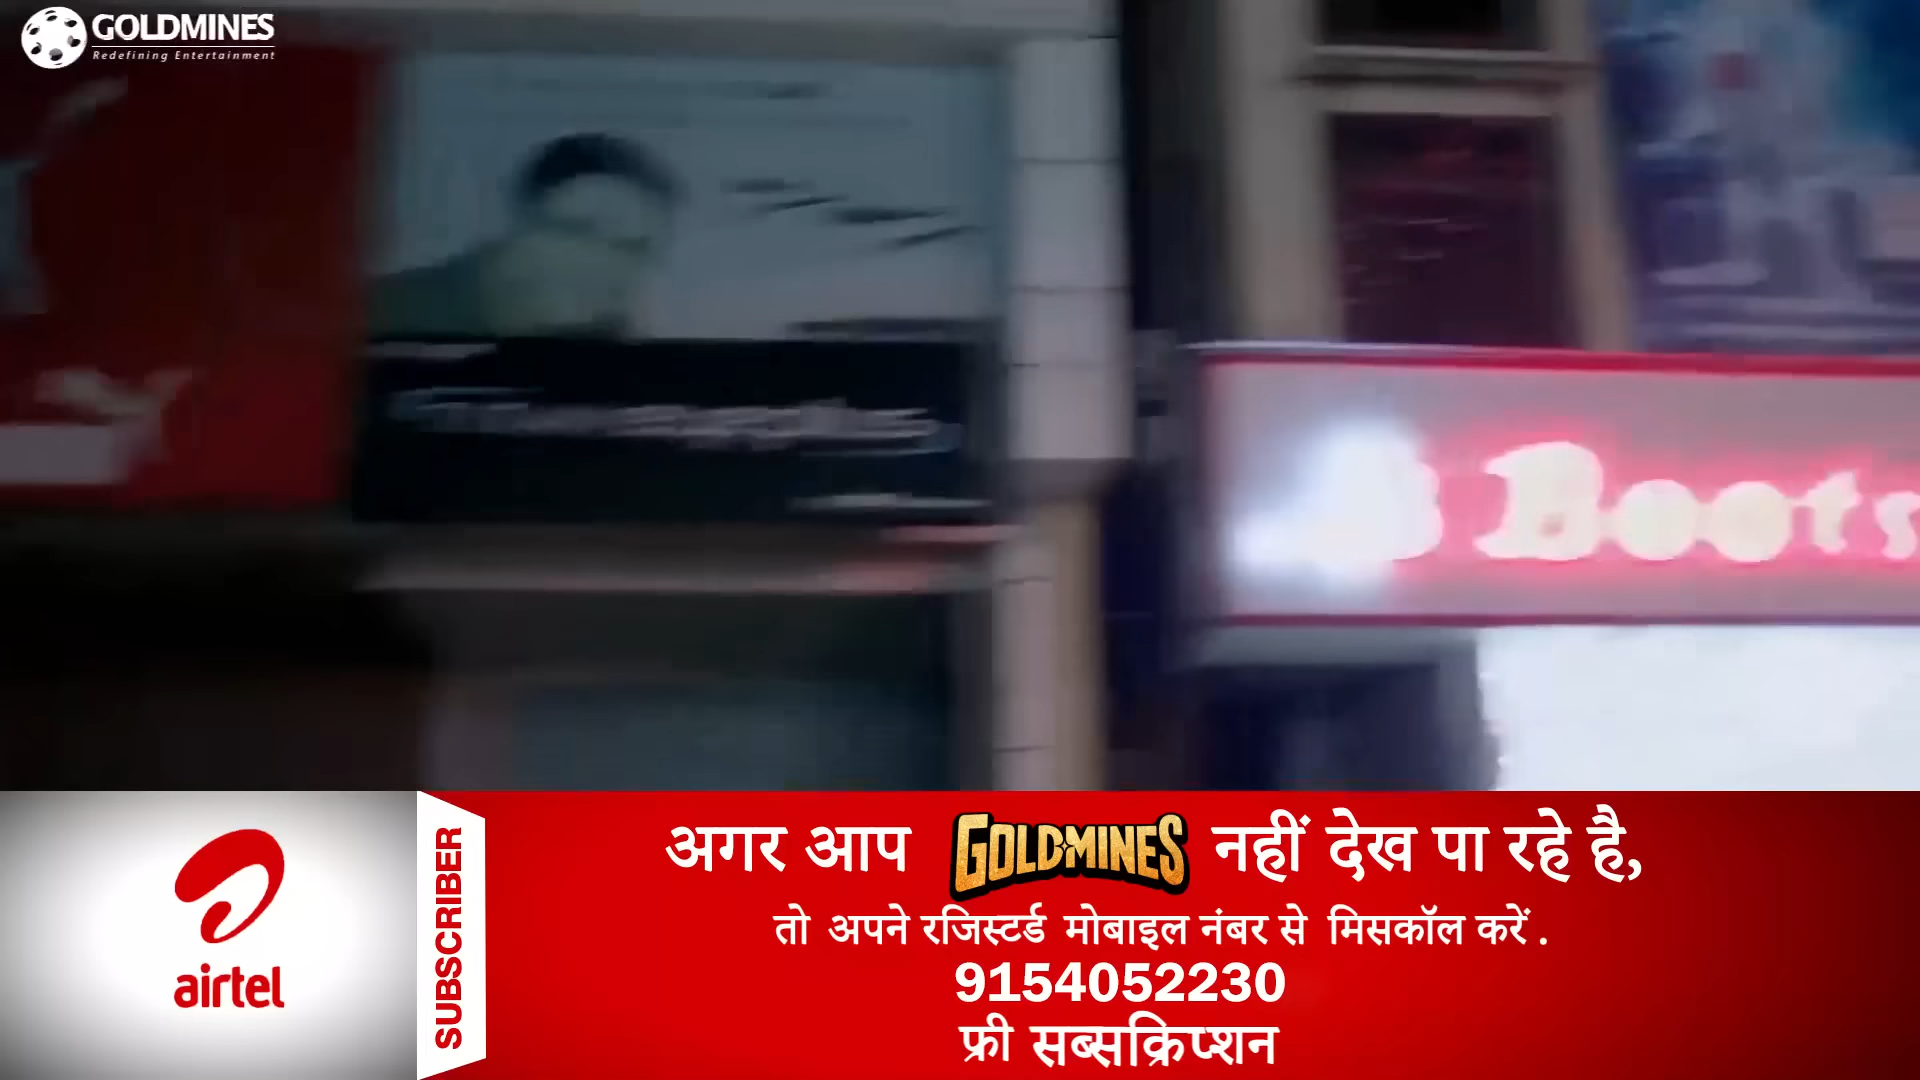 GOLDMINES
Redefining Entertainment
Boots
airtel
SUBSCRIBER
अगर आप GOLDMINES नहीं देख पा रहे है,
तो अपने रजिस्टर्ड मोबाइल नंबर से मिसकॉल करें .
9154052230
फ्री सब्सक्रिप्शन